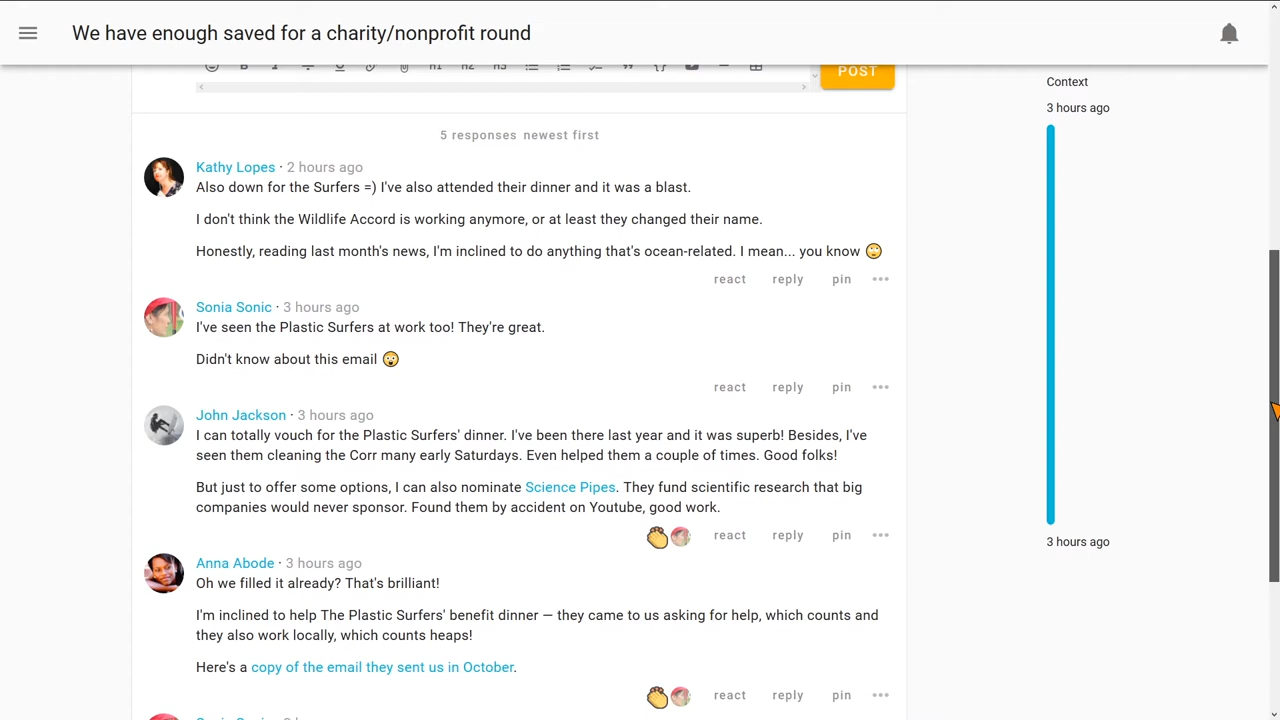 We have enough saved for a charity/nonprofit round
H1 H2 H3
POST
Context
3 hours ago
5 responses newest first
Kathy Lopes · 2 hours ago
Also down for the Surfers =) I've also attended their dinner and it was a blast.
I don't think the Wildlife Accord is working anymore, or at least they changed their name.
Honestly, reading last month's news, I'm inclined to do anything that's ocean-related. I mean... you know 🙄
react reply pin
Sonia Sonic · 3 hours ago
I've seen the Plastic Surfers at work too! They're great.
Didn't know about this email 😲
react reply pin
John Jackson · 3 hours ago
I can totally vouch for the Plastic Surfers' dinner. I've been there last year and it was superb! Besides, I've
seen them cleaning the Corr many early Saturdays. Even helped them a couple of times. Good folks!
But just to offer some options, I can also nominate Science Pipes. They fund scientific research that big
companies would never sponsor. Found them by accident on Youtube, good work.
react reply pin
3 hours ago
Anna Abode · 3 hours ago
Oh we filled it already? That's brilliant!
I'm inclined to help The Plastic Surfers' benefit dinner — they came to us asking for help, which counts and
they also work locally, which counts heaps!
Here's a copy of the email they sent us in October.
react reply pin